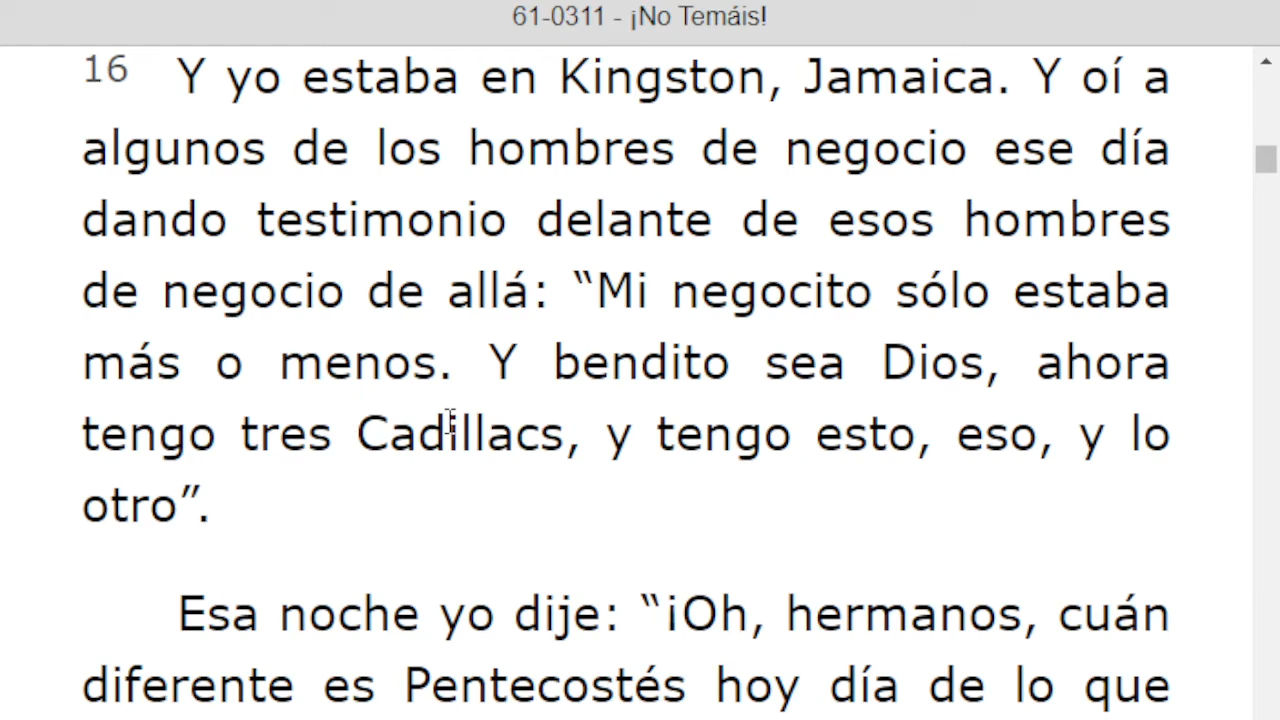 61-0311 - ¡No Temáis!
16 Y yo estaba en Kingston, Jamaica. Y oí a
algunos de los hombres de negocio ese día
dando testimonio delante de esos hombres
de negocio de allá: “Mi negocito sólo estaba
más o menos. Y bendito sea Dios, ahora
tengo tres Cadillacs, y tengo esto, eso, y lo
otro”.
Esa noche yo dije: “¡Oh, hermanos, cuán
diferente es Pentecostés hoy día de lo que